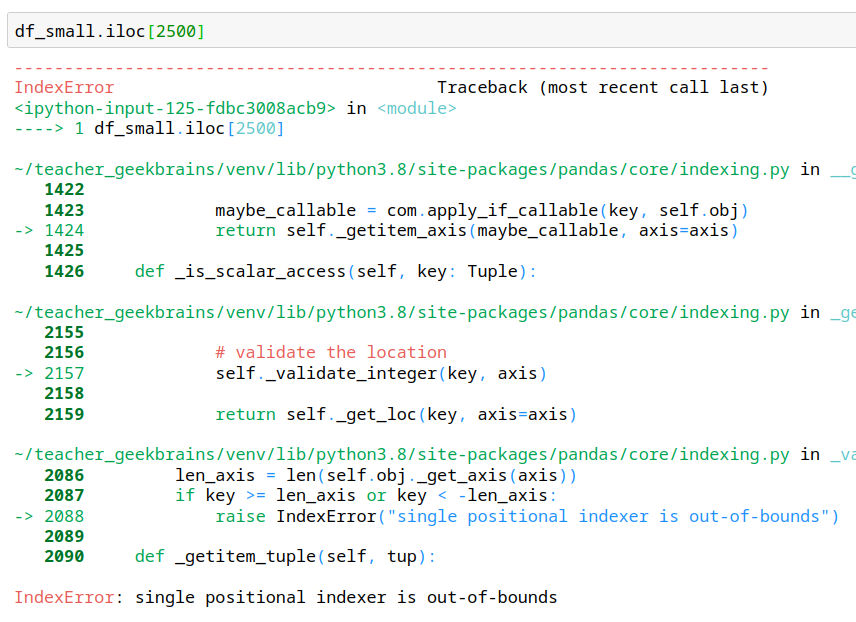 df_small.iloc[2500]
---------------------------------------------------------------------------
IndexError                                Traceback (most recent call last)
<ipython-input-125-fdbc3008acb9> in <module>
----> 1 df_small.iloc[2500]
~/teacher_geekbrains/venv/lib/python3.8/site-packages/pandas/core/indexing.py in __g
   1422
   1423             maybe_callable = com.apply_if_callable(key, self.obj)
-> 1424             return self._getitem_axis(maybe_callable, axis=axis)
   1425
   1426     def _is_scalar_access(self, key: Tuple):
~/teacher_geekbrains/venv/lib/python3.8/site-packages/pandas/core/indexing.py in _ge
   2155
   2156             # validate the location
-> 2157             self._validate_integer(key, axis)
   2158
   2159             return self._get_loc(key, axis=axis)
~/teacher_geekbrains/venv/lib/python3.8/site-packages/pandas/core/indexing.py in _va
   2086         len_axis = len(self.obj._get_axis(axis))
   2087         if key >= len_axis or key < -len_axis:
-> 2088             raise IndexError("single positional indexer is out-of-bounds")
   2089
   2090     def _getitem_tuple(self, tup):
IndexError: single positional indexer is out-of-bounds